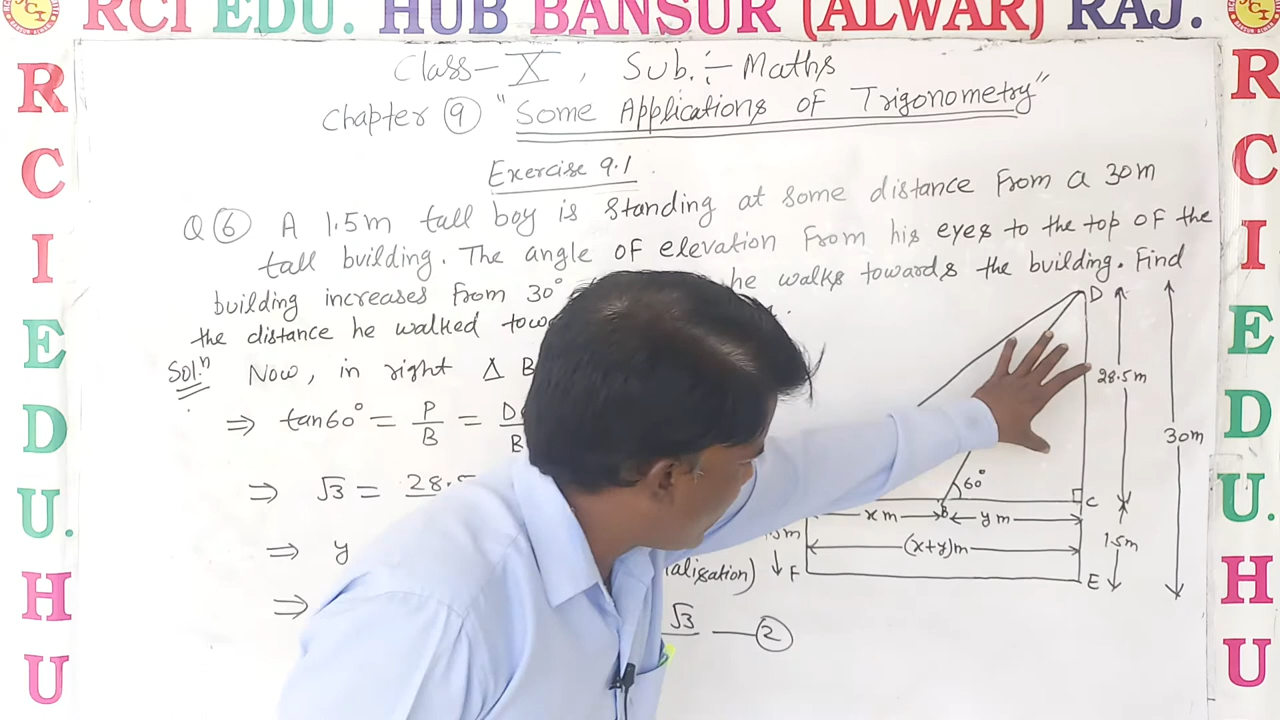 RCI EDU. HUB BANSUR (ALWAR) RAJ.
R
C
I
E
D
U.
H
U
Class - X , Sub. :- Maths
Chapter 9 "Some Applications of Trigonometry"
Exercise 9.1
Q 6 A 1.5m tall boy is standing at some distance from a 30m
tall building. The angle of elevation from his eyes to the top of the
building increases from 30° he walks towards the building. Find
the distance he walked
Sol.n Now, in right Δ B
⇒ tan60° = P/B =
⇒ √3 = 28.5
⇒ y
⇒ √3 — 2
D
28.5m
30m
60°
C
B
x m
y m
(x+y)m
1.5m
F
E
R
C
I
E
D
U.
H
U